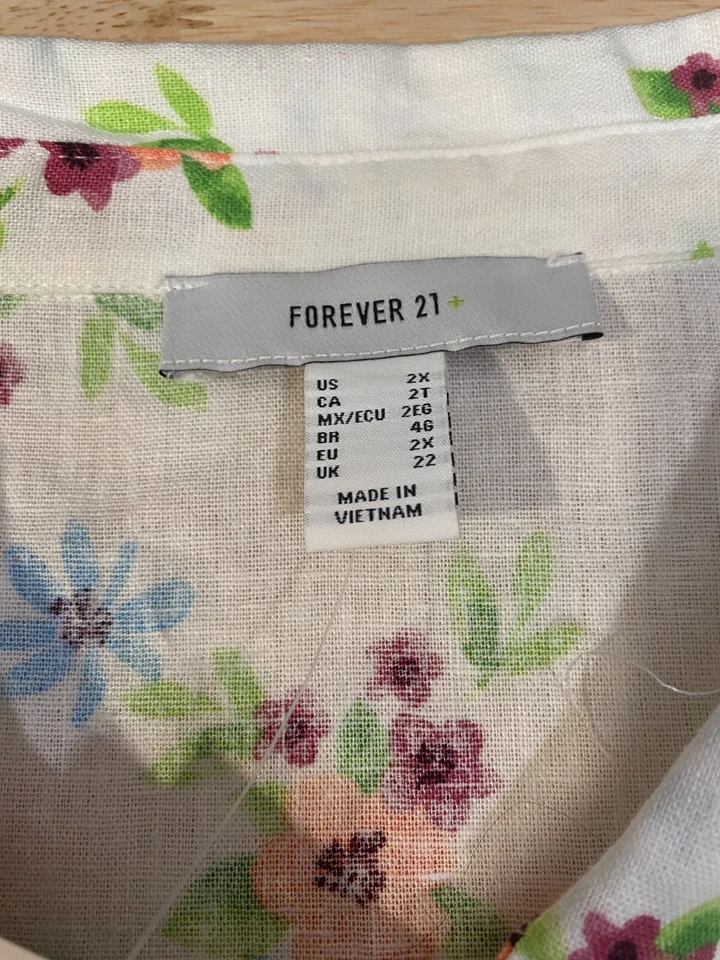 FOREVER 21+
US 2X
CA 2T
MX/ECU 2EG
BR 4G
EU 2X
UK 22
MADE IN
VIETNAM